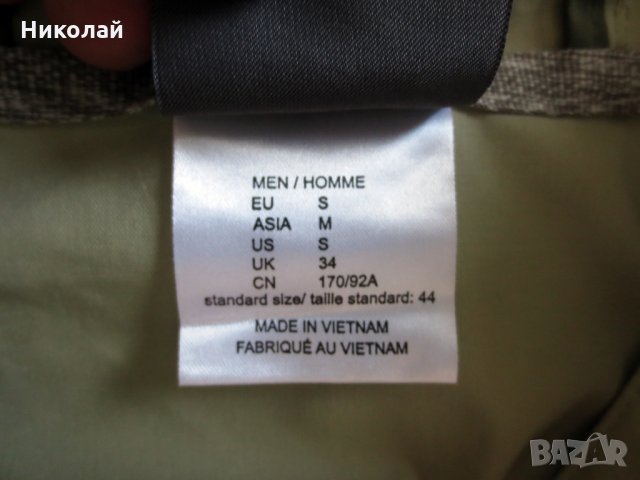 Николай
MEN / HOMME
EU S
ASIA M
US S
UK 34
CN 170/92A
standard size/ taille standard: 44
MADE IN VIETNAM
FABRIQUÉ AU VIETNAM
BAZAR